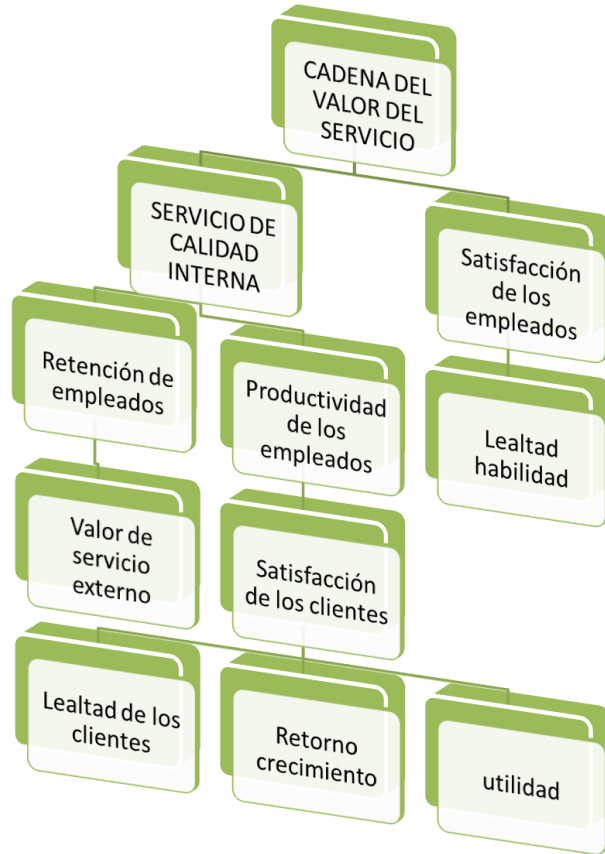 CADENA DEL
VALOR DEL
SERVICIO
SERVICIO DE
CALIDAD
INTERNA
Satisfacción
de los
empleados
Retención de
empleados
Productividad
de los
empleados
Lealtad
habilidad
Valor de
servicio
externo
Satisfacción
de los clientes
Lealtad de los
clientes
Retorno
crecimiento
utilidad